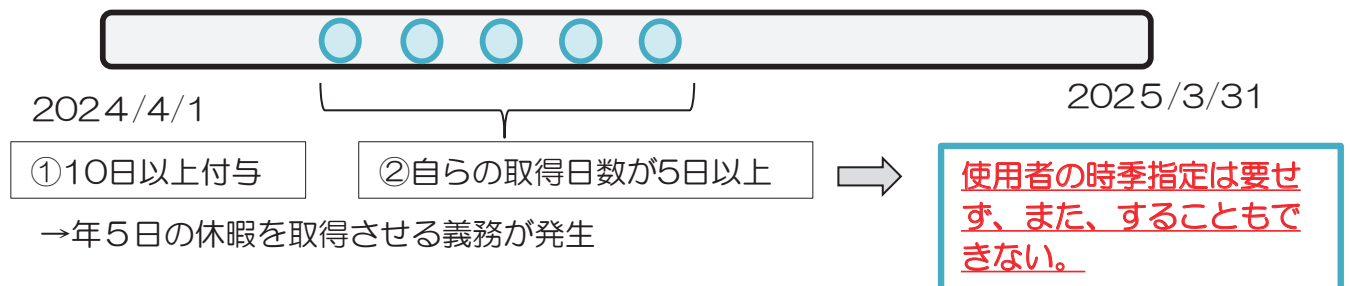 2024/4/1
2025/3/31
①10日以上付与
②自らの取得日数が5日以上
→年5日の休暇を取得させる義務が発生
使用者の時季指定は要せ
ず、また、することもで
きない。